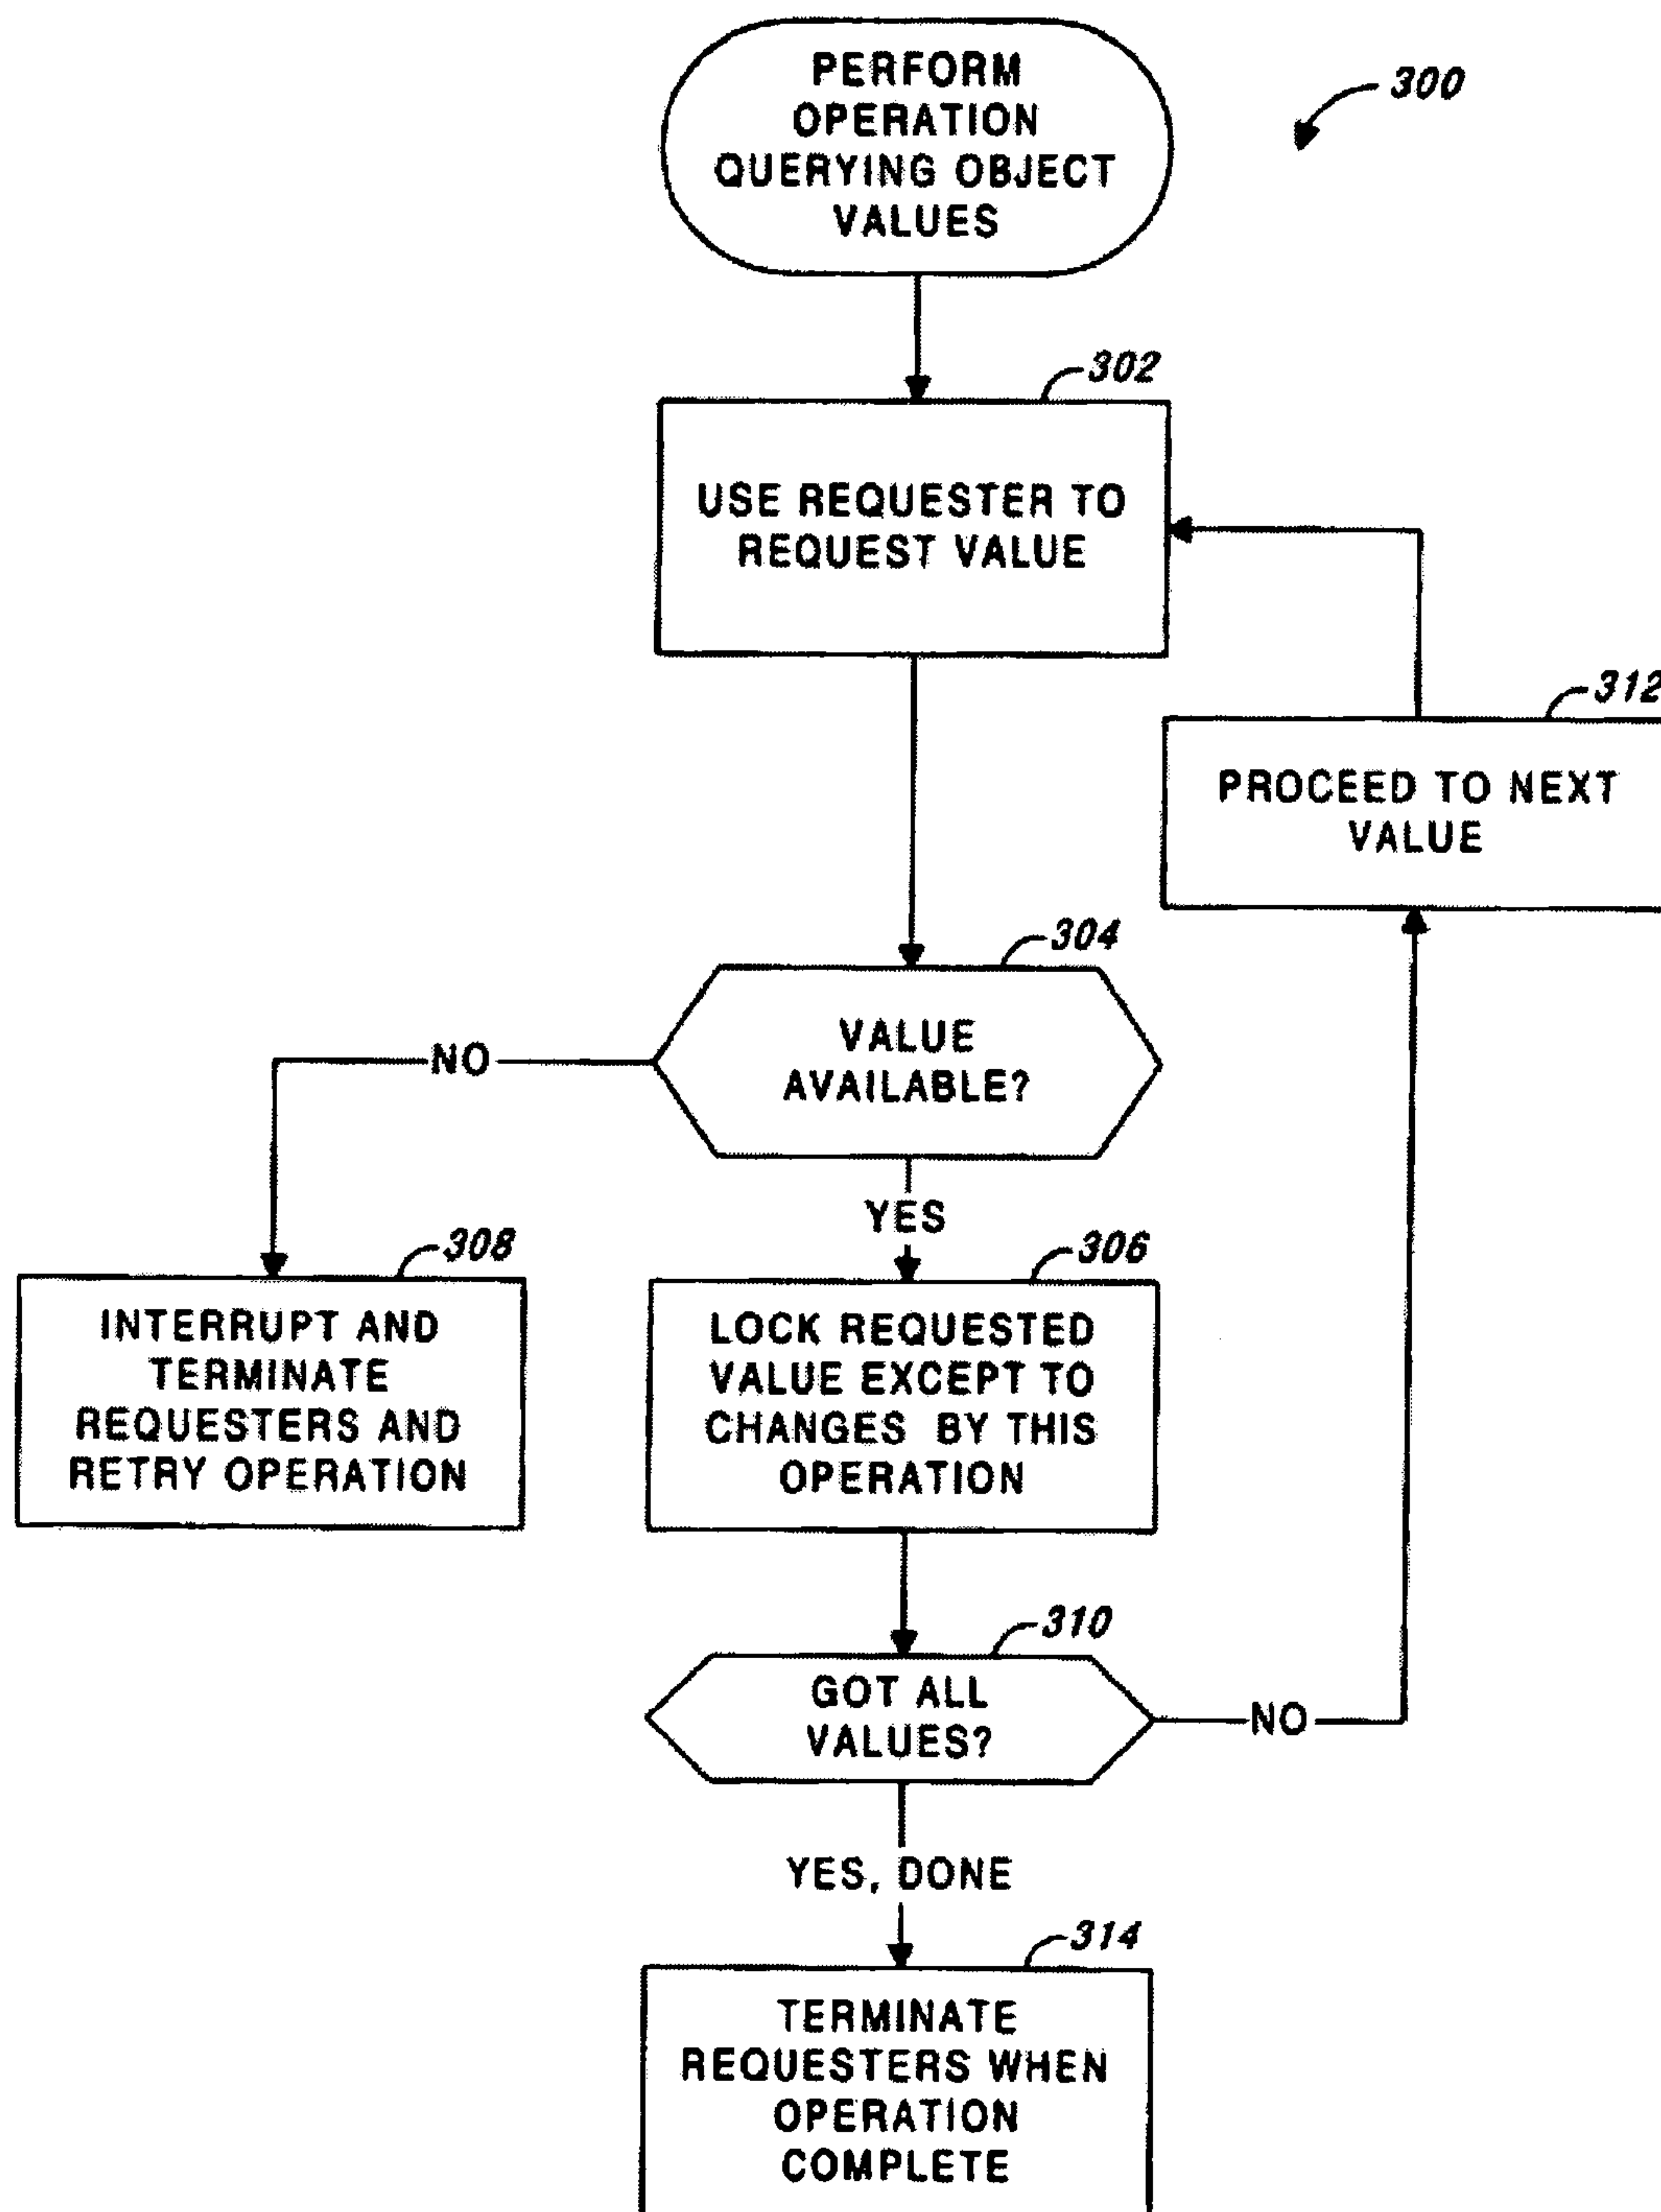 PERFORM
OPERATION
QUERYING OBJECT
VALUES
300
302
USE REQUESTER TO
REQUEST VALUE
312
PROCEED TO NEXT
VALUE
304
VALUE
AVAILABLE?
NO
YES
308
INTERRUPT AND
TERMINATE
REQUESTERS AND
RETRY OPERATION
306
LOCK REQUESTED
VALUE EXCEPT TO
CHANGES BY THIS
OPERATION
310
GOT ALL
VALUES?
NO
YES, DONE
314
TERMINATE
REQUESTERS WHEN
OPERATION
COMPLETE